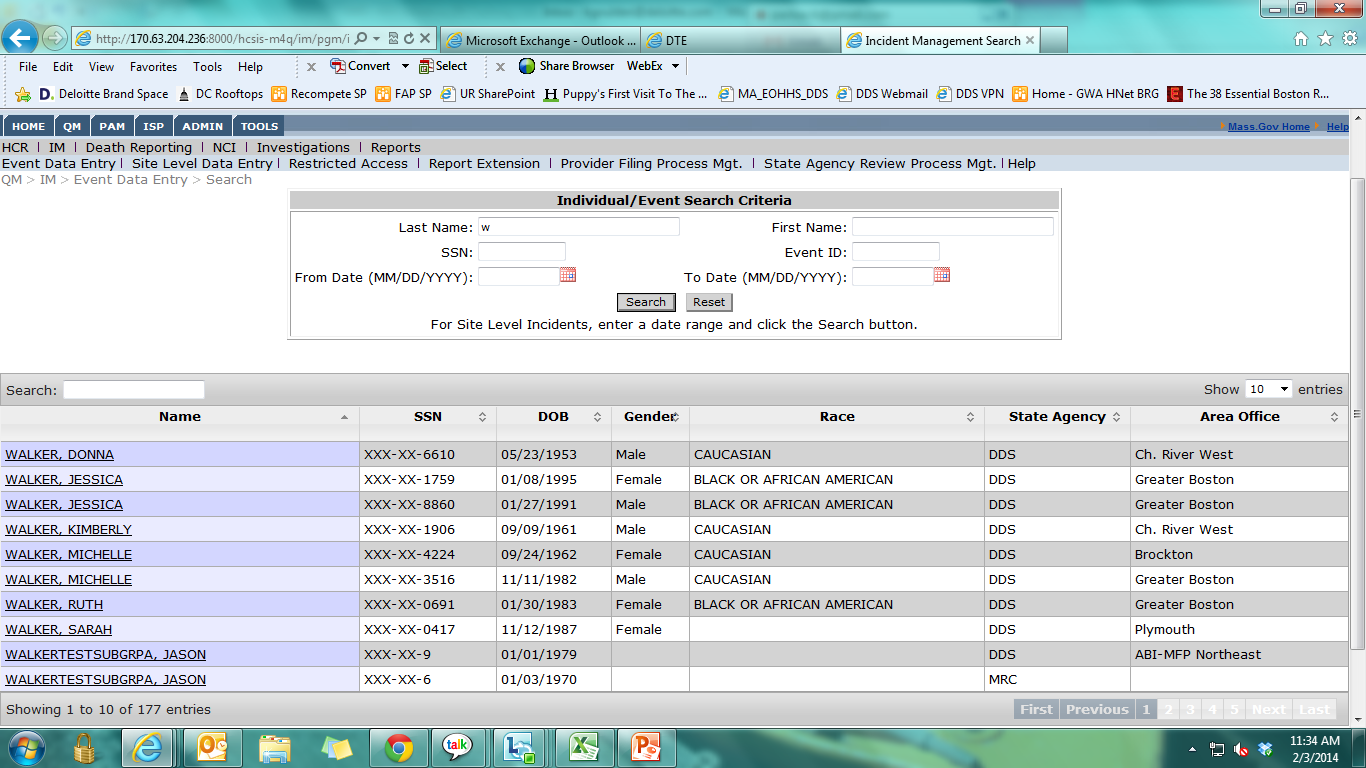 http://170.63.204.236:8000/hcsis-m4q/im/pgm/i
Microsoft Exchange - Outlook ...
DTE
Incident Management Search
File Edit View Favorites Tools Help
x Convert Select x Share Browser WebEx
D. Deloitte Brand Space DC Rooftops Recompete SP FAP SP UR SharePoint H Puppy's First Visit To The ... MA_EOHHS_DDS DDS Webmail DDS VPN Home - GWA HNet BRG E The 38 Essential Boston R...
HOME QM PAM ISP ADMIN TOOLS Mass.Gov Home Help
HCR | IM | Death Reporting | NCI | Investigations | Reports
Event Data Entry | Site Level Data Entry | Restricted Access | Report Extension | Provider Filing Process Mgt. | State Agency Review Process Mgt. | Help
QM > IM > Event Data Entry > Search
Individual/Event Search Criteria
Last Name: w First Name:
SSN: Event ID:
From Date (MM/DD/YYYY): To Date (MM/DD/YYYY):
Search Reset
For Site Level Incidents, enter a date range and click the Search button.
Search: Show 10 entries
Name SSN DOB Gender Race State Agency Area Office
WALKER, DONNA XXX-XX-6610 05/23/1953 Male CAUCASIAN DDS Ch. River West
WALKER, JESSICA XXX-XX-1759 01/08/1995 Female BLACK OR AFRICAN AMERICAN DDS Greater Boston
WALKER, JESSICA XXX-XX-8860 01/27/1991 Male BLACK OR AFRICAN AMERICAN DDS Greater Boston
WALKER, KIMBERLY XXX-XX-1906 09/09/1961 Male CAUCASIAN DDS Ch. River West
WALKER, MICHELLE XXX-XX-4224 09/24/1962 Female CAUCASIAN DDS Brockton
WALKER, MICHELLE XXX-XX-3516 11/11/1982 Male CAUCASIAN DDS Greater Boston
WALKER, RUTH XXX-XX-0691 01/30/1983 Female BLACK OR AFRICAN AMERICAN DDS Greater Boston
WALKER, SARAH XXX-XX-0417 11/12/1987 Female DDS Plymouth
WALKERTESTSUBGRPA, JASON XXX-XX-9 01/01/1979 DDS ABI-MFP Northeast
WALKERTESTSUBGRPA, JASON XXX-XX-6 01/03/1970 MRC
Showing 1 to 10 of 177 entries First Previous 1 2 3 4 5 Next Last
talk
11:34 AM
2/3/2014